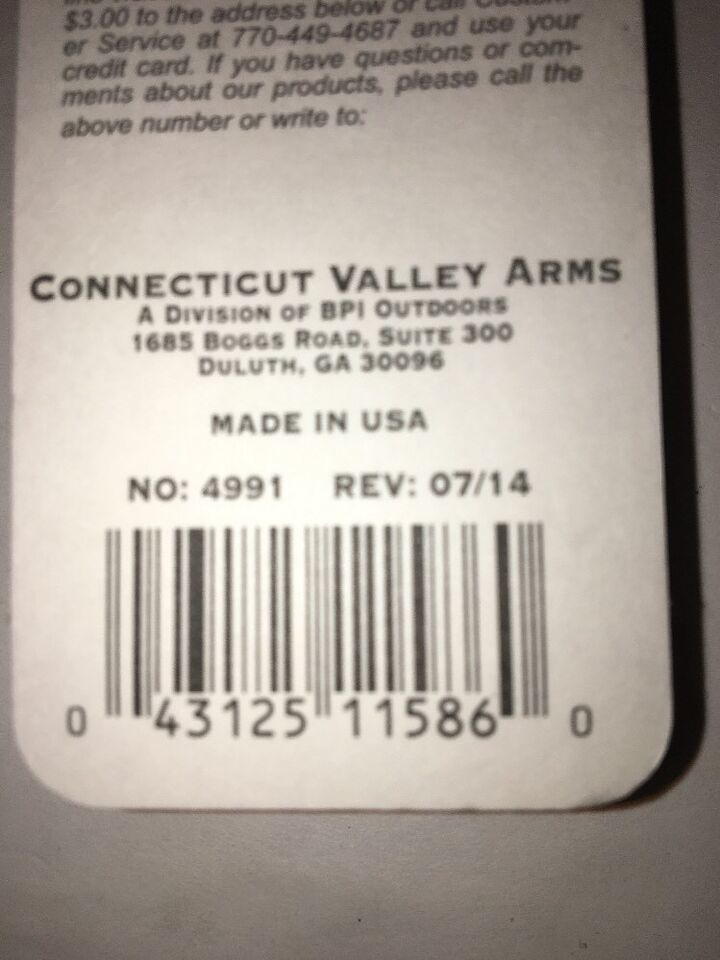 $3.00 to the address below or call Custom-
er Service at 770-449-4687 and use your
credit card. If you have questions or com-
ments about our products, please call the
above number or write to:
CONNECTICUT VALLEY ARMS
A DIVISION OF BPI OUTDOORS
1685 BOGGS ROAD, SUITE 300
DULUTH, GA 30096
MADE IN USA
NO: 4991 REV: 07/14
0 43125 11586 0